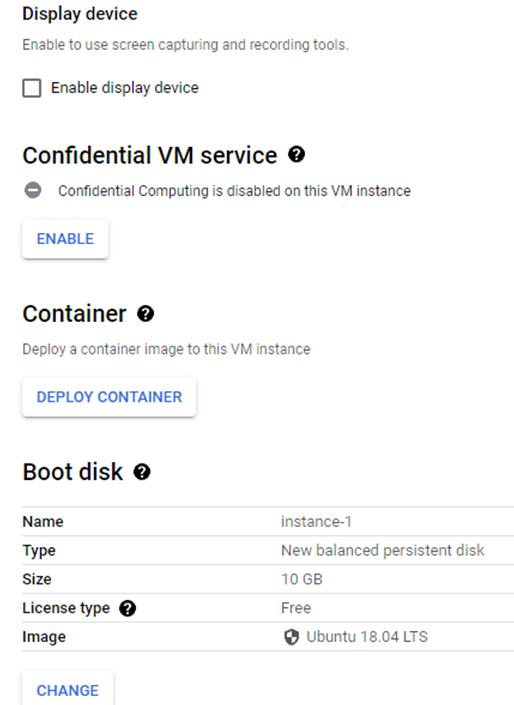 Display device
Enable to use screen capturing and recording tools.
Enable display device
Confidential VM service ?
Confidential Computing is disabled on this VM instance
ENABLE
Container ?
Deploy a container image to this VM instance
DEPLOY CONTAINER
Boot disk ?
Name instance-1
Type New balanced persistent disk
Size 10 GB
License type ? Free
Image Ubuntu 18.04 LTS
CHANGE